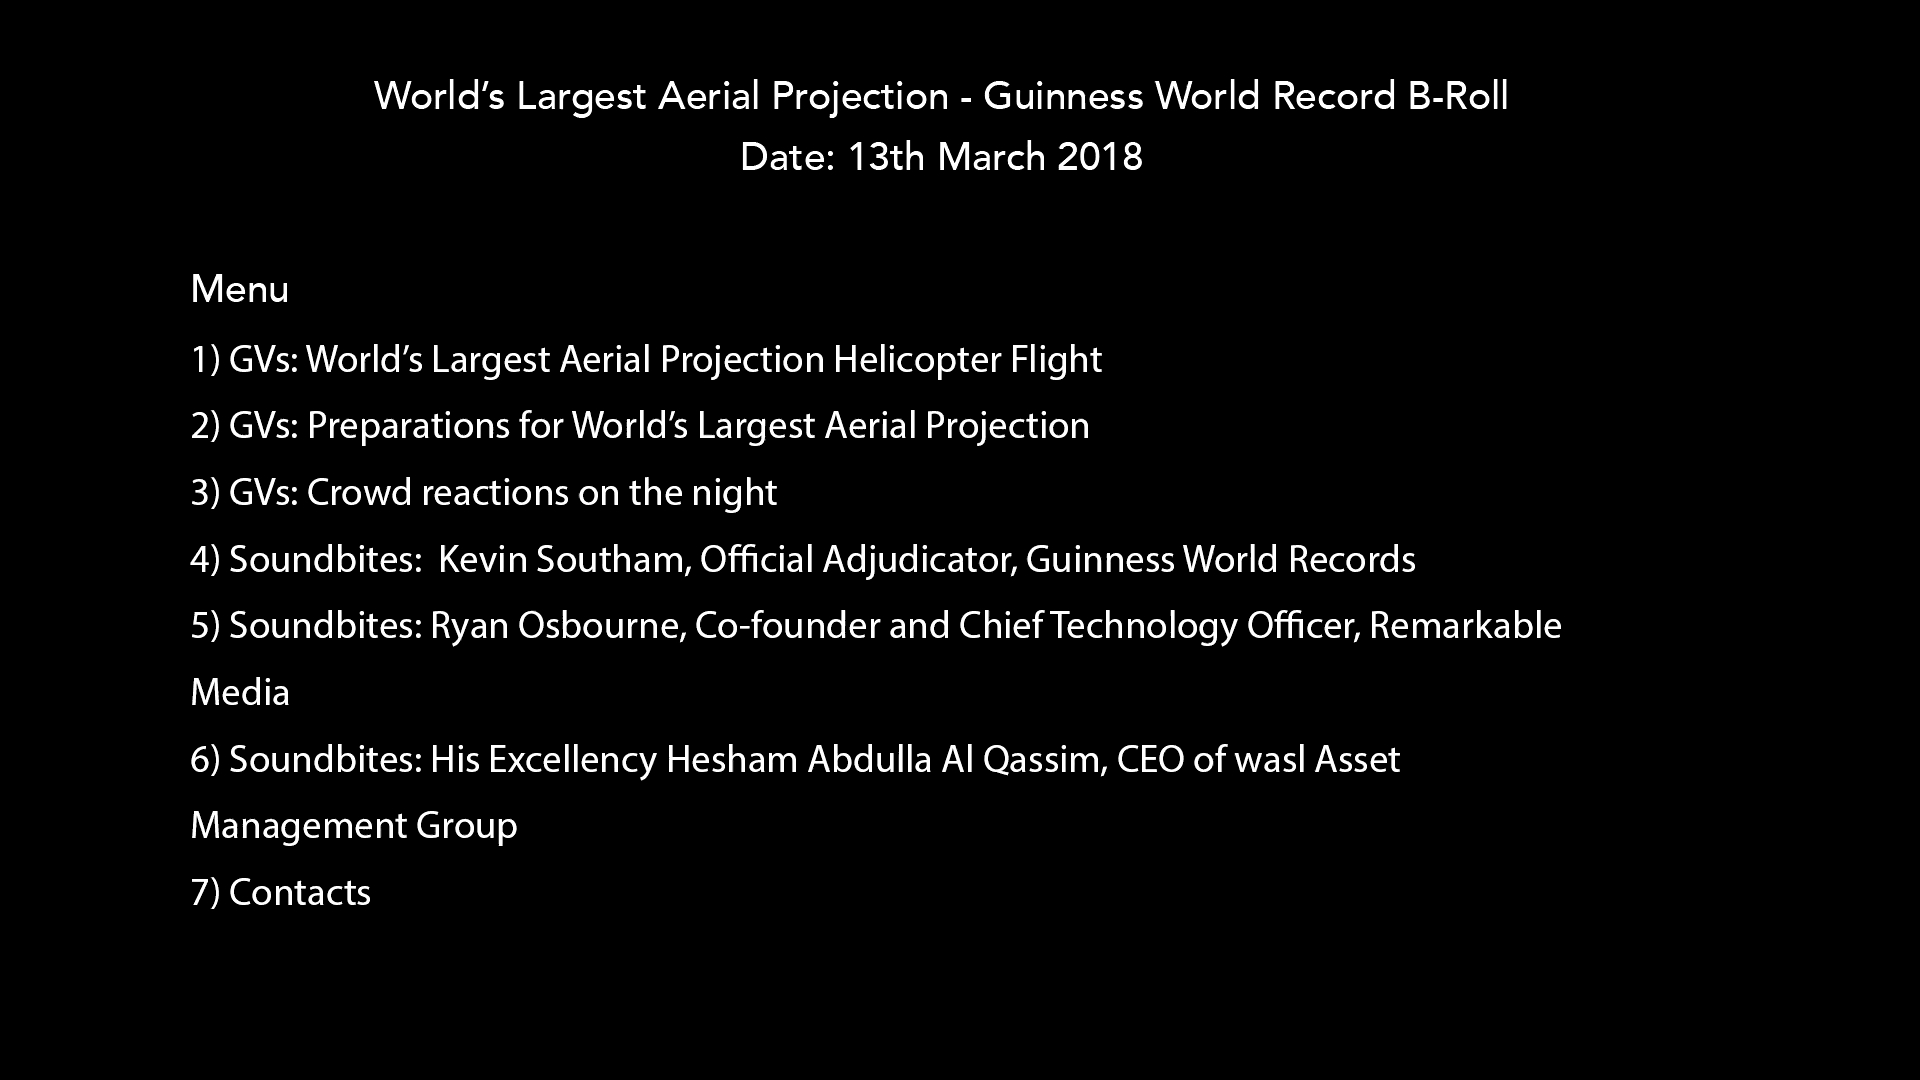 World’s Largest Aerial Projection - Guinness World Record B-Roll
Date: 13th March 2018
Menu
1) GVs: World’s Largest Aerial Projection Helicopter Flight
2) GVs: Preparations for World’s Largest Aerial Projection
3) GVs: Crowd reactions on the night
4) Soundbites:  Kevin Southam, Official Adjudicator, Guinness World Records
5) Soundbites: Ryan Osbourne, Co-founder and Chief Technology Officer, Remarkable
Media
6) Soundbites: His Excellency Hesham Abdulla Al Qassim, CEO of wasl Asset
Management Group
7) Contacts